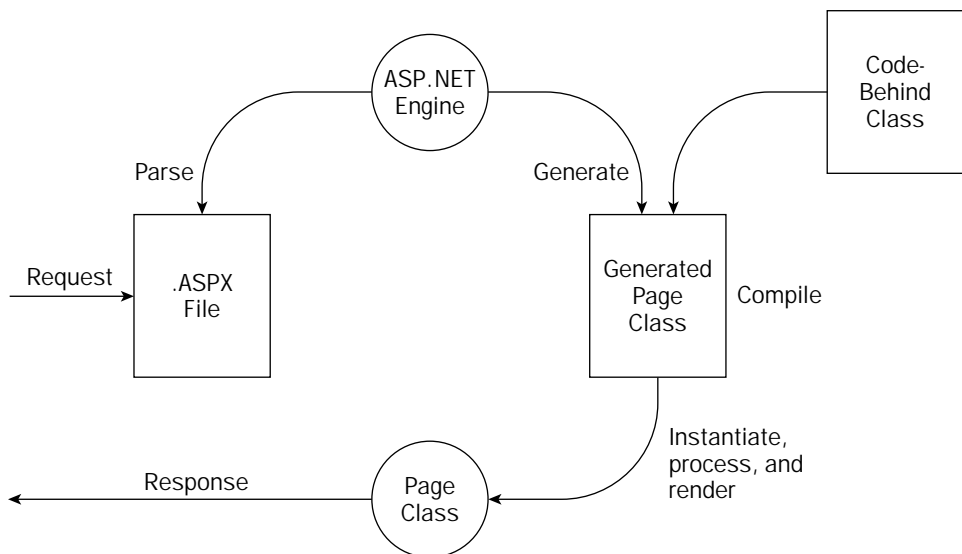 ASP.NET
Engine
Code-
Behind
Class
Parse
Generate
Request
.ASPX
File
Generated
Page
Class
Compile
Instantiate,
process, and
render
Response
Page
Class